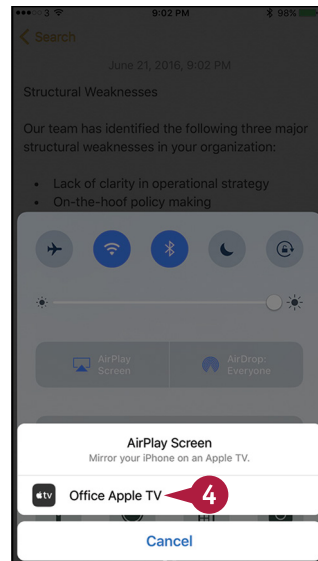 3 9:02 PM 98%
Search
June 21, 2016, 9:02 PM
Structural Weaknesses
Our team has identified the following three major
structural weaknesses in your organization:
• Lack of clarity in operational strategy
• On-the-hoof policy making
AirPlay
Screen
AirDrop:
Everyone
AirPlay Screen
Mirror your iPhone on an Apple TV.
tv Office Apple TV 4
Cancel